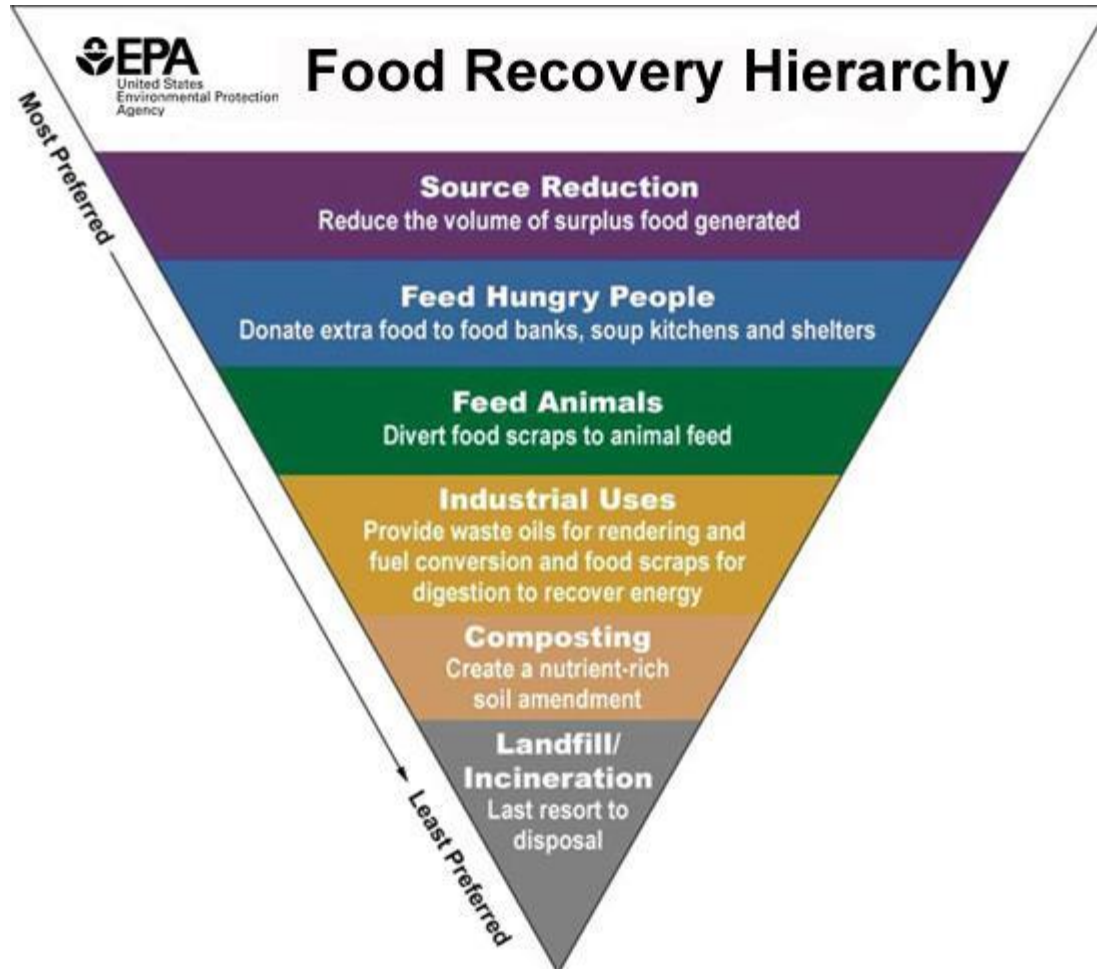 EPA
United States
Environmental Protection
Agency
Food Recovery Hierarchy
Most Preferred
Source Reduction
Reduce the volume of surplus food generated
Feed Hungry People
Donate extra food to food banks, soup kitchens and shelters
Feed Animals
Divert food scraps to animal feed
Industrial Uses
Provide waste oils for rendering and
fuel conversion and food scraps for
digestion to recover energy
Composting
Create a nutrient-rich
soil amendment
Landfill/
Incineration
Last resort to
disposal
Least Preferred